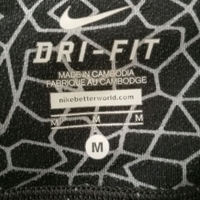 DRI-FIT
MADE IN CAMBODIA
FABRIQUÉ AU CAMBODGE
nikebetterworld.com
M M M
M